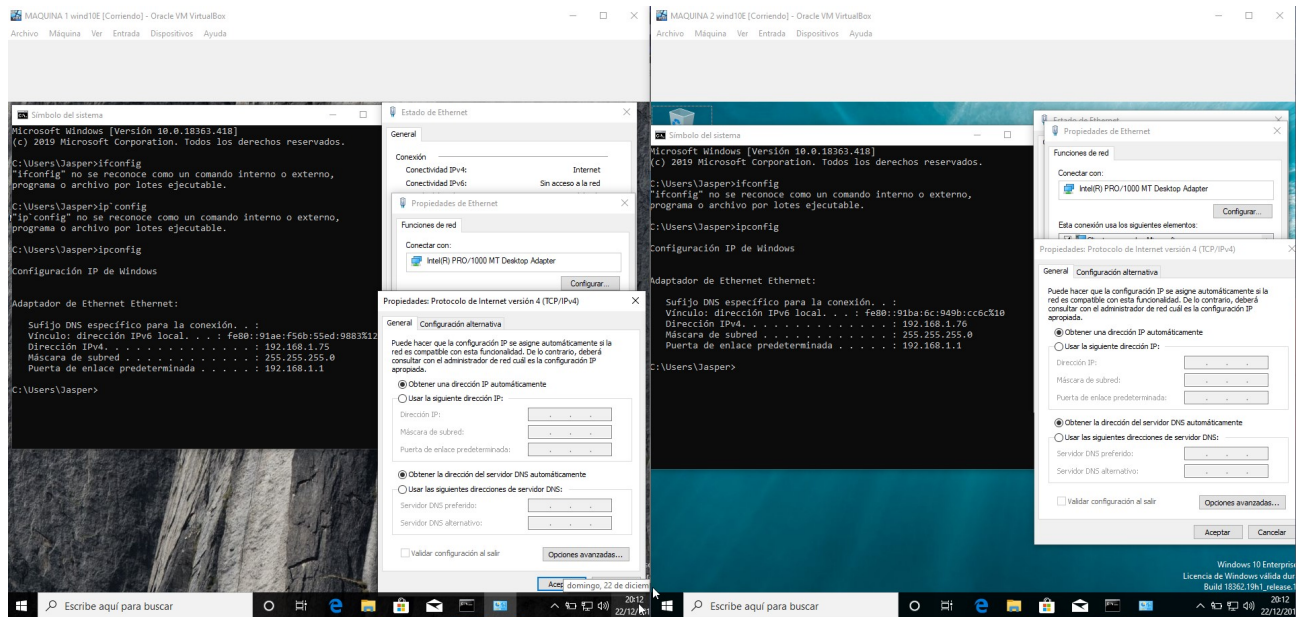 MAQUINA 1 wind10E [Corriendo] - Oracle VM VirtualBox
Archivo Máquina Ver Entrada Dispositivos Ayuda
Símbolo del sistema
Microsoft Windows [Versión 10.0.18363.418]
(c) 2019 Microsoft Corporation. Todos los derechos reservados.
C:\Users\Jasper>ifconfig
"ifconfig" no se reconoce como un comando interno o externo,
programa o archivo por lotes ejecutable.
C:\Users\Jasper>ip`config
"ip`config" no se reconoce como un comando interno o externo,
programa o archivo por lotes ejecutable.
C:\Users\Jasper>ipconfig
Configuración IP de Windows
Adaptador de Ethernet Ethernet:
Sufijo DNS específico para la conexión. . :
Vínculo: dirección IPv6 local. . . : fe80::91ae:f56b:55ed:9883%12
Dirección IPv4. . . . . . . . . . . . . . : 192.168.1.75
Máscara de subred . . . . . . . . . . . . : 255.255.255.0
Puerta de enlace predeterminada . . . . . : 192.168.1.1
C:\Users\Jasper>
Estado de Ethernet
General
Conexión
Conectividad IPv4: Internet
Conectividad IPv6: Sin acceso a la red
Propiedades de Ethernet
Funciones de red
Conectar con:
Intel(R) PRO/1000 MT Desktop Adapter
Configurar...
Propiedades: Protocolo de Internet versión 4 (TCP/IPv4)
General Configuración alternativa
Puede hacer que la configuración IP se asigne automáticamente si la
red es compatible con esta funcionalidad. De lo contrario, deberá
consultar con el administrador de red cuál es la configuración IP
apropiada.
Obtener una dirección IP automáticamente
Usar la siguiente dirección IP:
Dirección IP:
Máscara de subred:
Puerta de enlace predeterminada:
Obtener la dirección del servidor DNS automáticamente
Usar las siguientes direcciones de servidor DNS:
Servidor DNS preferido:
Servidor DNS alternativo:
Validar configuración al salir
Opciones avanzadas...
domingo, 22 de diciem
Escribe aquí para buscar
20:12
MAQUINA 2 wind10E [Corriendo] - Oracle VM VirtualBox
Archivo Máquina Ver Entrada Dispositivos Ayuda
Símbolo del sistema
Microsoft Windows [Versión 10.0.18363.418]
(c) 2019 Microsoft Corporation. Todos los derechos reservados.
C:\Users\Jasper>ifconfig
"ifconfig" no se reconoce como un comando interno o externo,
programa o archivo por lotes ejecutable.
C:\Users\Jasper>ipconfig
Configuración IP de Windows
Adaptador de Ethernet Ethernet:
Sufijo DNS específico para la conexión. . :
Vínculo: dirección IPv6 local. . . : fe80::91ba:6c:949b:cc6c%10
Dirección IPv4. . . . . . . . . . . . . . : 192.168.1.76
Máscara de subred . . . . . . . . . . . . : 255.255.255.0
Puerta de enlace predeterminada . . . . . : 192.168.1.1
C:\Users\Jasper>
Propiedades de Ethernet
Funciones de red
Conectar con:
Intel(R) PRO/1000 MT Desktop Adapter
Configurar...
Esta conexión usa los siguientes elementos:
Propiedades: Protocolo de Internet versión 4 (TCP/IPv4)
General Configuración alternativa
Puede hacer que la configuración IP se asigne automáticamente si la
red es compatible con esta funcionalidad. De lo contrario, deberá
consultar con el administrador de red cuál es la configuración IP
apropiada.
Obtener una dirección IP automáticamente
Usar la siguiente dirección IP:
Dirección IP:
Máscara de subred:
Puerta de enlace predeterminada:
Obtener la dirección del servidor DNS automáticamente
Usar las siguientes direcciones de servidor DNS:
Servidor DNS preferido:
Servidor DNS alternativo:
Validar configuración al salir
Opciones avanzadas...
Aceptar Cancelar
Windows 10 Enterpris
Licencia de Windows válida dur
Build 18362.19h1_release.1
Escribe aquí para buscar
20:12
22/12/201